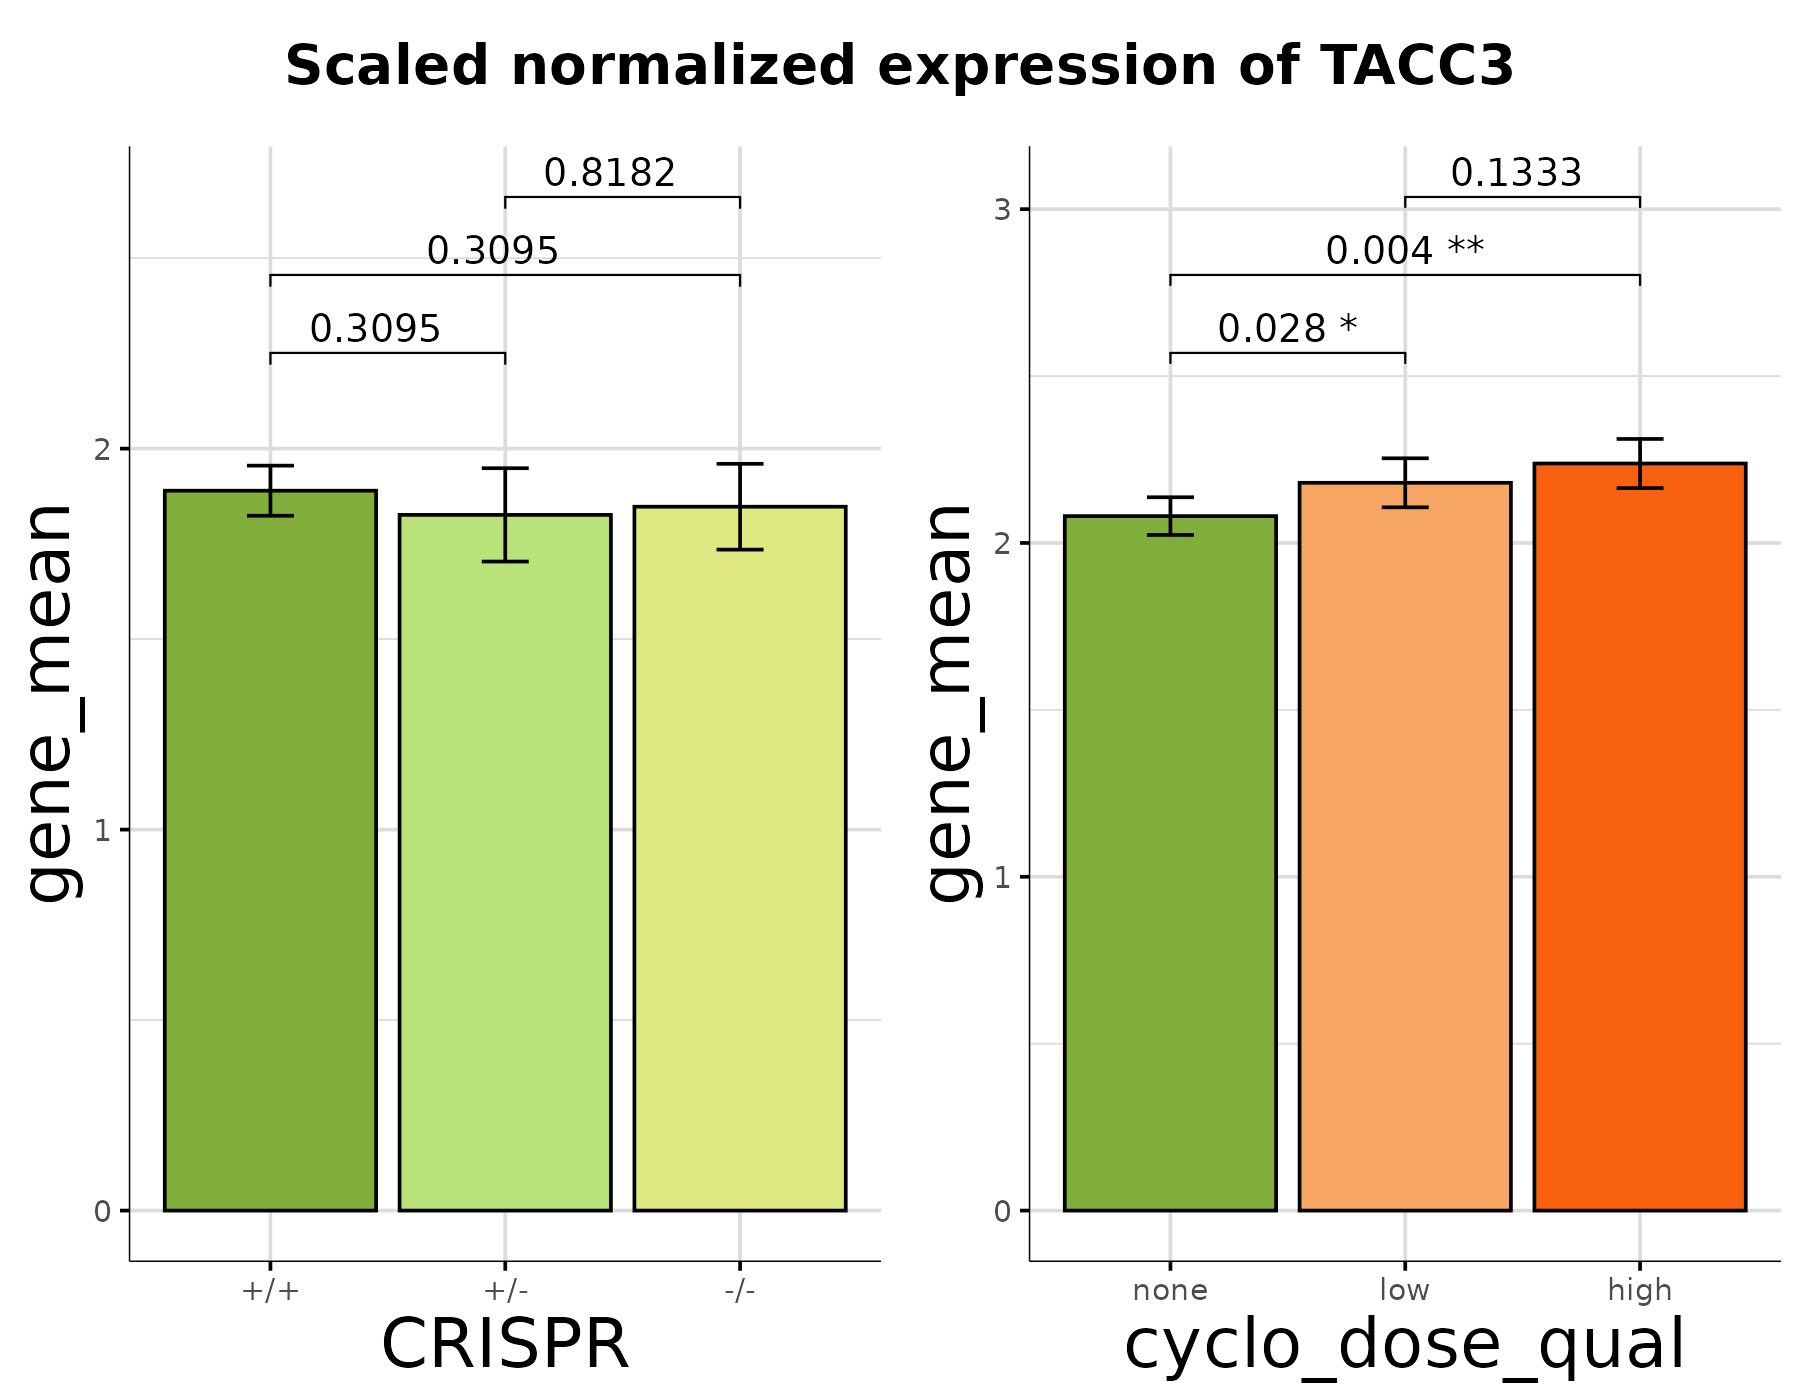 Scaled normalized expression of TACC3
gene_mean
0.8182
0.3095
0.3095
2
1
0
+/+ +/- -/-
CRISPR
gene_mean
0.1333
0.004 **
0.028 *
3
2
1
0
none low high
cyclo_dose_qual